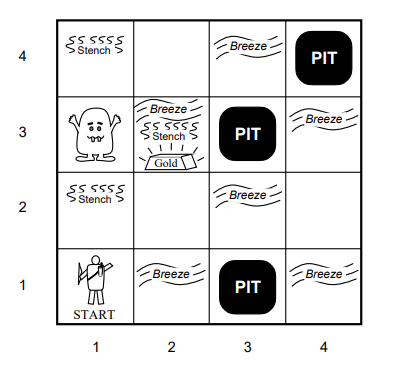 4
Stench
Breeze
PIT
3
Breeze
Stench
Gold
PIT
Breeze
2
Stench
Breeze
1
START
Breeze
PIT
Breeze
1
2
3
4